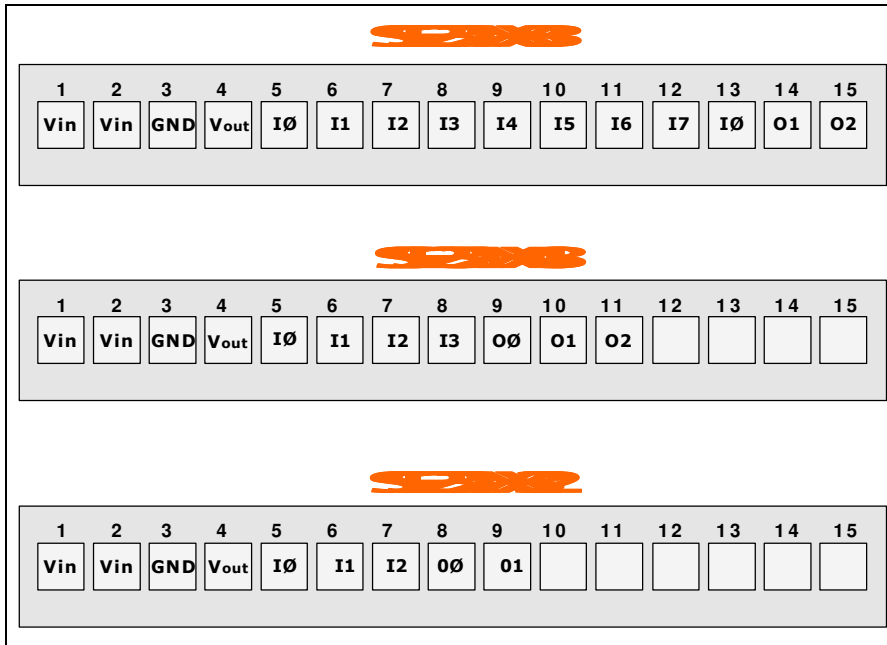 1 2 3 4 5 6 7 8 9 10 11 12 13 14 15
Vin Vin GND Vout IØ I1 I2 I3 I4 I5 I6 I7 IØ O1 O2
1 2 3 4 5 6 7 8 9 10 11 12 13 14 15
Vin Vin GND Vout IØ I1 I2 I3 OØ O1 O2
1 2 3 4 5 6 7 8 9 10 11 12 13 14 15
Vin Vin GND Vout IØ I1 I2 0Ø 01